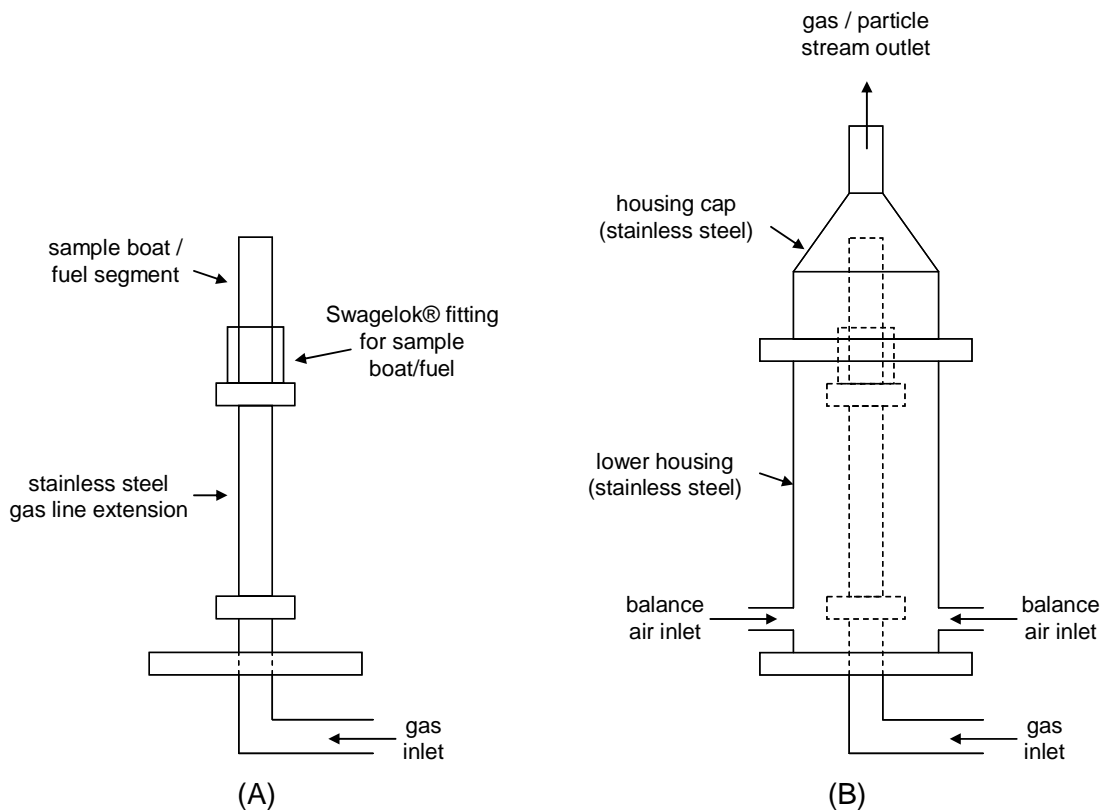 sample boat /
fuel segment
Swagelok® fitting
for sample
boat/fuel
stainless steel
gas line extension
gas
inlet
(A)
gas / particle
stream outlet
housing cap
(stainless steel)
lower housing
(stainless steel)
balance
air inlet
balance
air inlet
gas
inlet
(B)